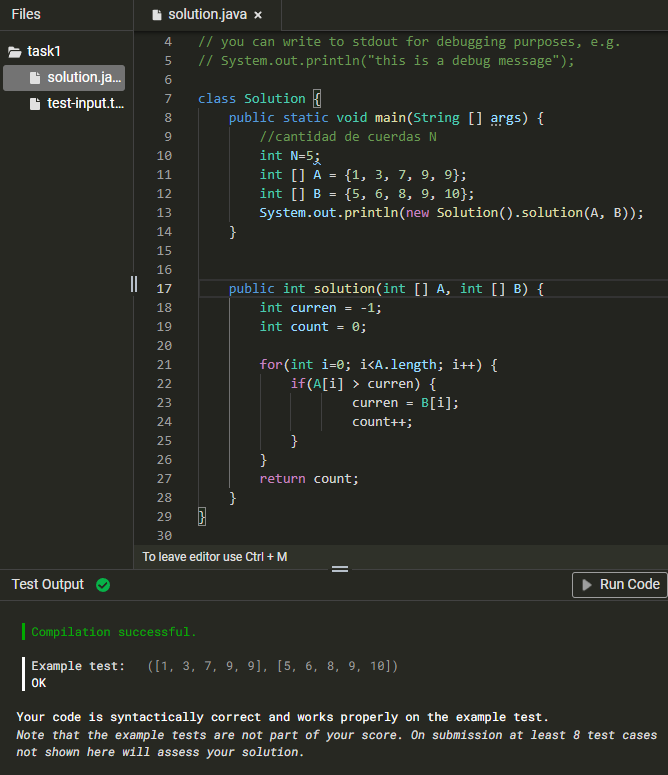 Files
solution.java ×
task1
solution.ja...
test-input.t...
4 // you can write to stdout for debugging purposes, e.g.
5 // System.out.println("this is a debug message");
6
7 class Solution {
8 public static void main(String [] args) {
9 //cantidad de cuerdas N
10 int N=5;
11 int [] A = {1, 3, 7, 9, 9};
12 int [] B = {5, 6, 8, 9, 10};
13 System.out.println(new Solution().solution(A, B));
14 }
15
16
17 public int solution(int [] A, int [] B) {
18 int curren = -1;
19 int count = 0;
20
21 for(int i=0; i<A.length; i++) {
22 if(A[i] > curren) {
23 curren = B[i];
24 count++;
25 }
26 }
27 return count;
28 }
29 }
30
To leave editor use Ctrl + M
Test Output
Run Code
Compilation successful.
Example test: ([1, 3, 7, 9, 9], [5, 6, 8, 9, 10])
OK
Your code is syntactically correct and works properly on the example test.
Note that the example tests are not part of your score. On submission at least 8 test cases
not shown here will assess your solution.